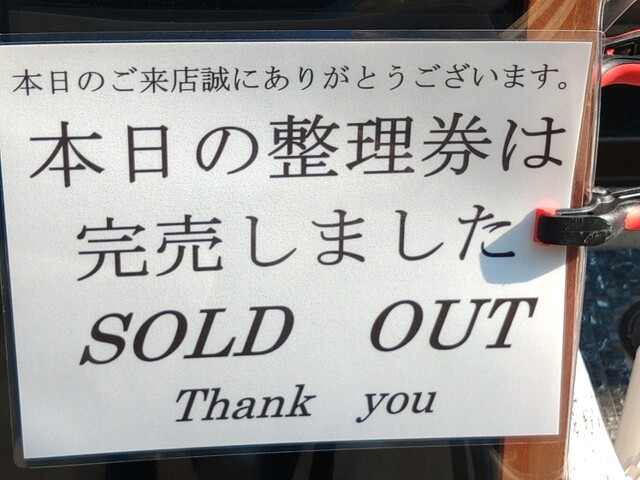 本日のご来店誠にありがとうございます。
本日の整理券は
完売しました
SOLD OUT
Thank you